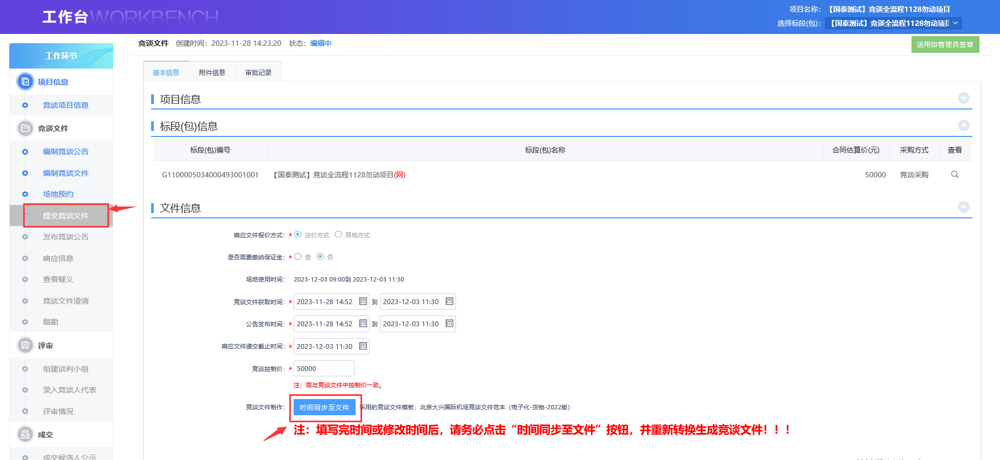 工作台WORKBENCH
项目名称：【国泰测试】竞谈全流程1128勿动项目
选择标段(包)：【国泰测试】竞谈全流程1128勿动项目
竞谈文件 创建时间：2023-11-28 14:23:20 状态：编辑中
送用印管理员签章
工作环节
项目信息
竞谈项目信息
竞谈文件
编制竞谈公告
编制竞谈文件
场地预约
提交竞谈文件
发布竞谈公告
响应信息
查看疑义
竞谈文件澄清
踏勘
评审
组建谈判小组
录入竞谈人代表
评审情况
成交
成交候选人公示
基本信息 附件信息 审批记录
项目信息
标段(包)信息
标段(包)编号 标段(包)名称 合同估算价(元) 采购方式 查看
G1100005034000493001001 【国泰测试】竞谈全流程1128勿动项目(网) 50000 竞谈采购
文件信息
响应文件报价方式：* 总价方式 其他方式
是否需要缴纳保证金：* 是 否
场地使用时间： 2023-12-03 09:00到 2023-12-03 11:30
竞谈文件获取时间：* 2023-11-28 14:52 到 2023-12-03 11:30
公告发布时间：* 2023-11-28 14:52 到 2023-12-03 11:30
响应文件递交截止时间：* 2023-12-03 11:30
竞谈控制价：* 50000
注：需与竞谈文件中控制价一致。
竞谈文件制作： 时间同步至文件 采用的竞谈文件模板：北京大兴国际机场竞谈文件范本（电子化-货物-2022版）
注：填写完时间或修改时间后，请务必点击“时间同步至文件”按钮，并重新转换生成竞谈文件！！！